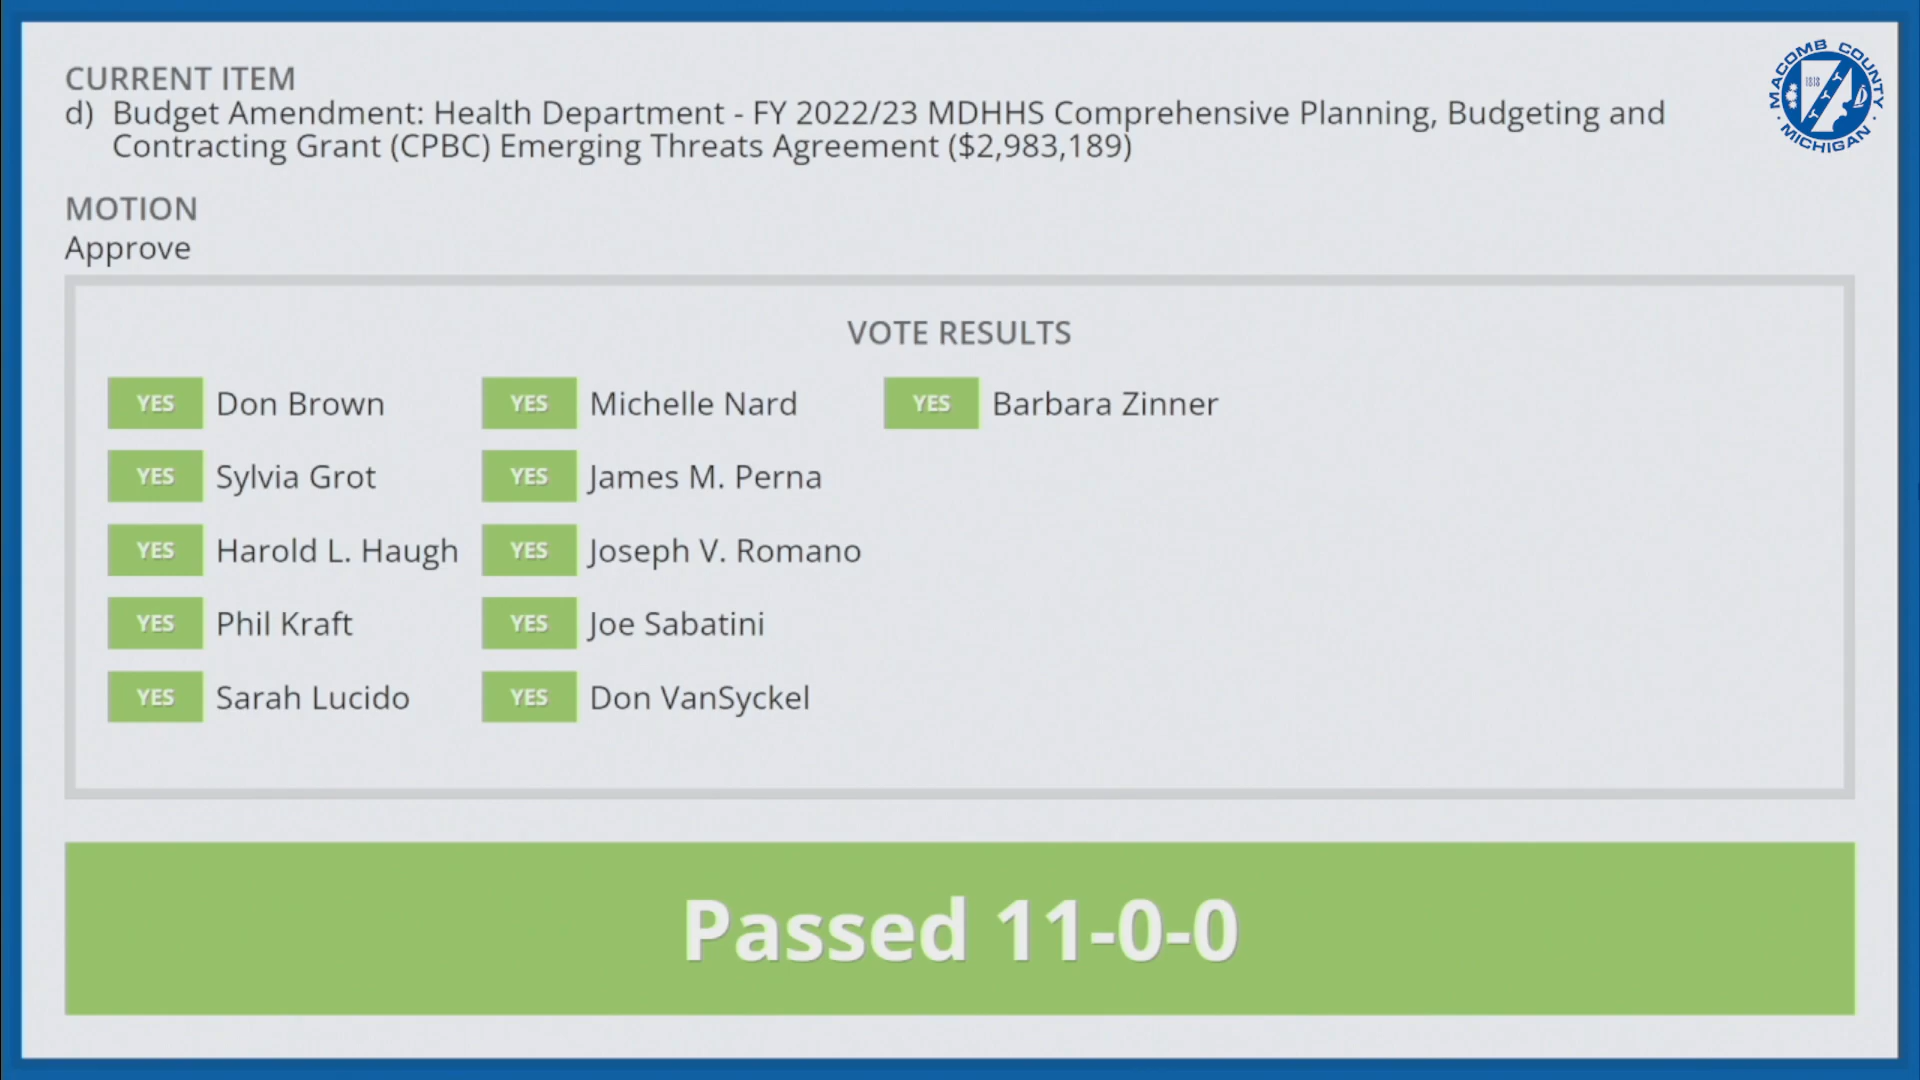 CURRENT ITEM
d) Budget Amendment: Health Department - FY 2022/23 MDHHS Comprehensive Planning, Budgeting and
Contracting Grant (CPBC) Emerging Threats Agreement ($2,983,189)
MACOMB COUNTY
1818
· MICHIGAN ·
MOTION
Approve
VOTE RESULTS
YES Don Brown
YES Sylvia Grot
YES Harold L. Haugh
YES Phil Kraft
YES Sarah Lucido
YES Michelle Nard
YES James M. Perna
YES Joseph V. Romano
YES Joe Sabatini
YES Don VanSyckel
YES Barbara Zinner
Passed 11-0-0